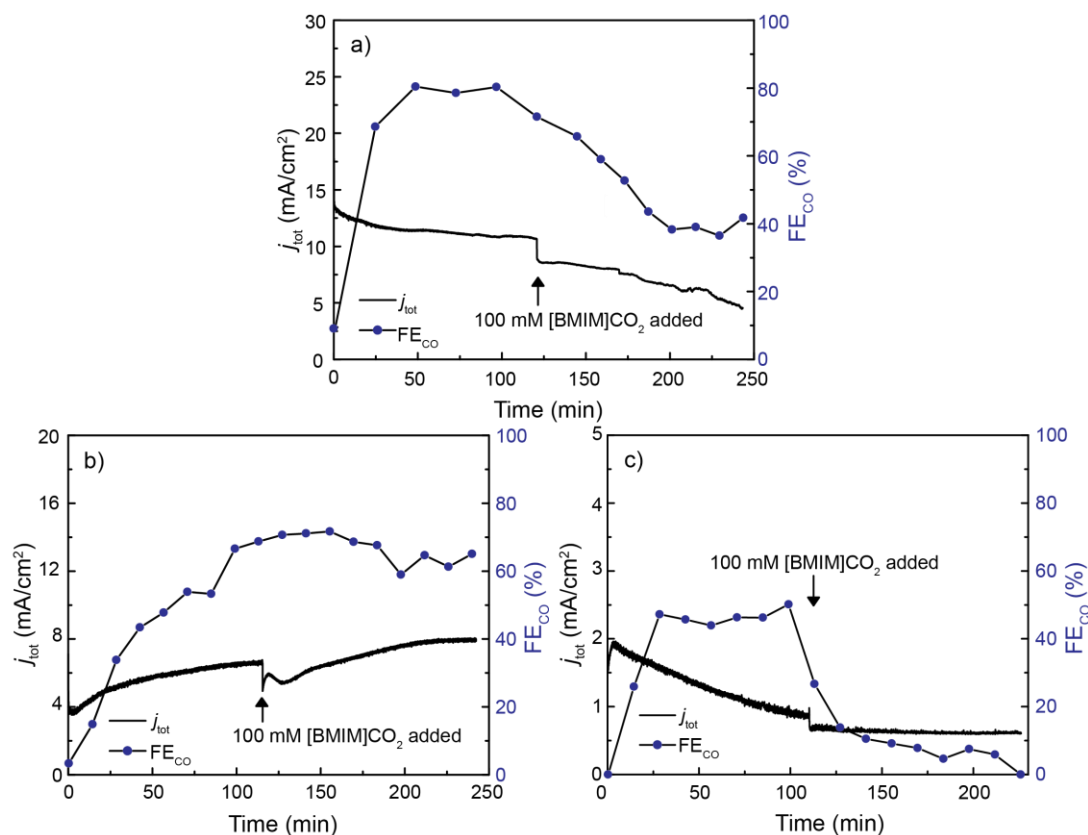 a)
30
25
20
15
10
5
0
j_tot (mA/cm²)
100
80
60
40
20
0
FE_CO (%)
j_tot
FE_CO
100 mM [BMIM]CO₂ added
0 50 100 150 200 250
Time (min)
b)
20
16
12
8
4
0
j_tot (mA/cm²)
100
80
60
40
20
0
FE_CO (%)
100 mM [BMIM]CO₂ added
j_tot
FE_CO
0 50 100 150 200 250
Time (min)
c)
5
4
3
2
1
0
j_tot (mA/cm²)
100
80
60
40
20
0
FE_CO (%)
100 mM [BMIM]CO₂ added
j_tot
FE_CO
0 50 100 150 200
Time (min)